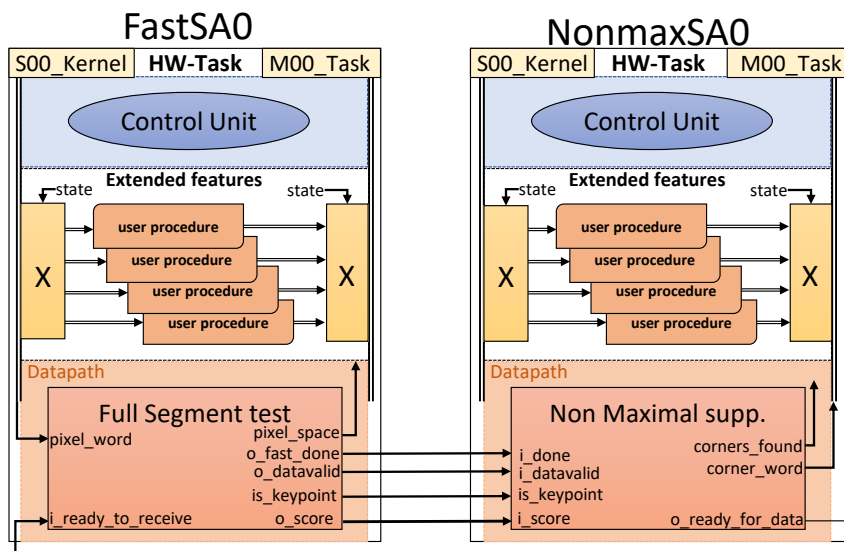 FastSA0
S00_Kernel
HW-Task
M00_Task
Control Unit
Extended features
state
state
X
user procedure
user procedure
user procedure
user procedure
X
Datapath
Full Segment test
pixel_word
pixel_space
o_fast_done
o_datavalid
is_keypoint
i_ready_to_receive
o_score
NonmaxSA0
S00_Kernel
HW-Task
M00_Task
Control Unit
Extended features
state
state
X
user procedure
user procedure
user procedure
user procedure
X
Datapath
Non Maximal supp.
corners_found
i_done
corner_word
i_datavalid
is_keypoint
i_score
o_ready_for_data